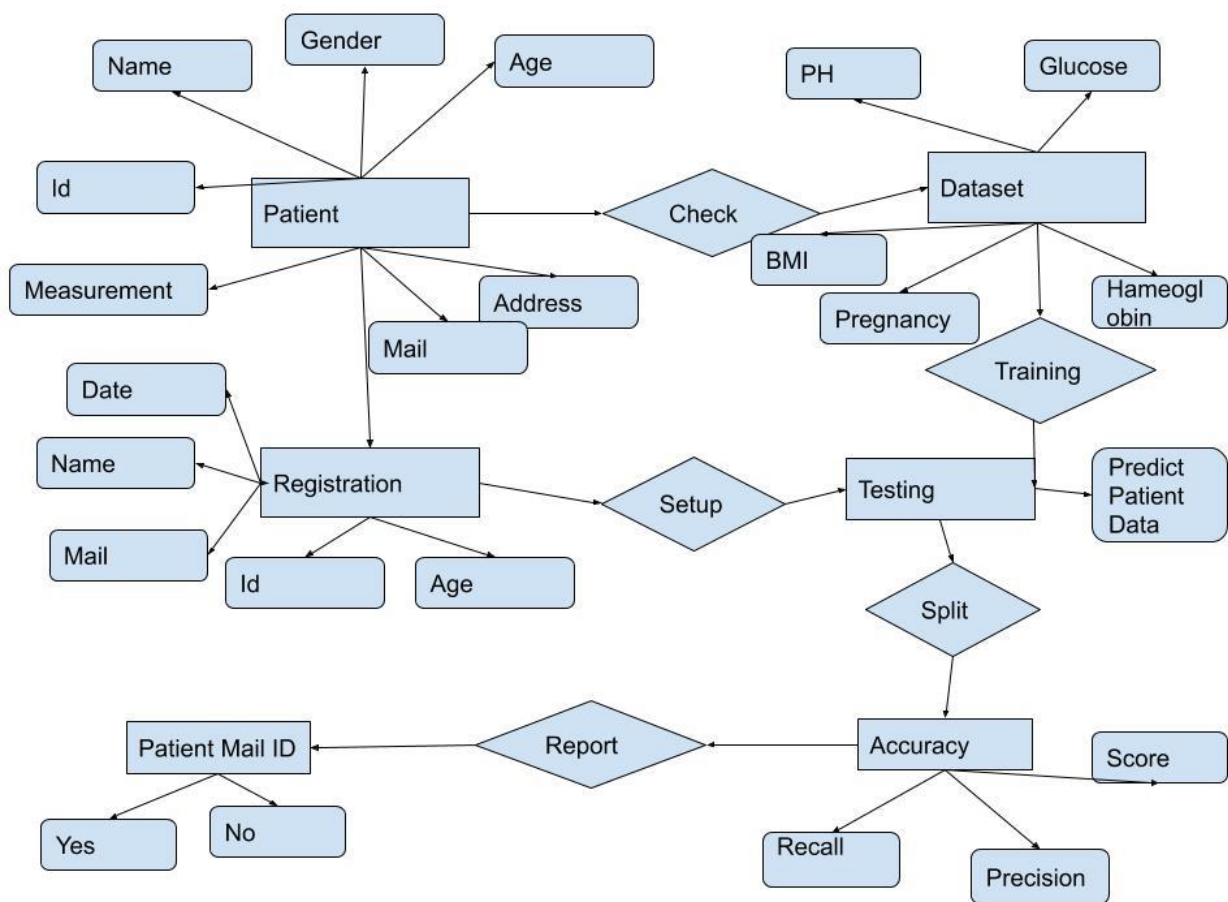 Gender
Name
Age
PH
Glucose
Id
Patient
Check
Dataset
BMI
Measurement
Address
Pregnancy
Hameogl
obin
Mail
Date
Training
Name
Registration
Setup
Testing
Predict
Patient
Data
Mail
Id
Age
Split
Patient Mail ID
Report
Accuracy
Score
Yes
No
Recall
Precision